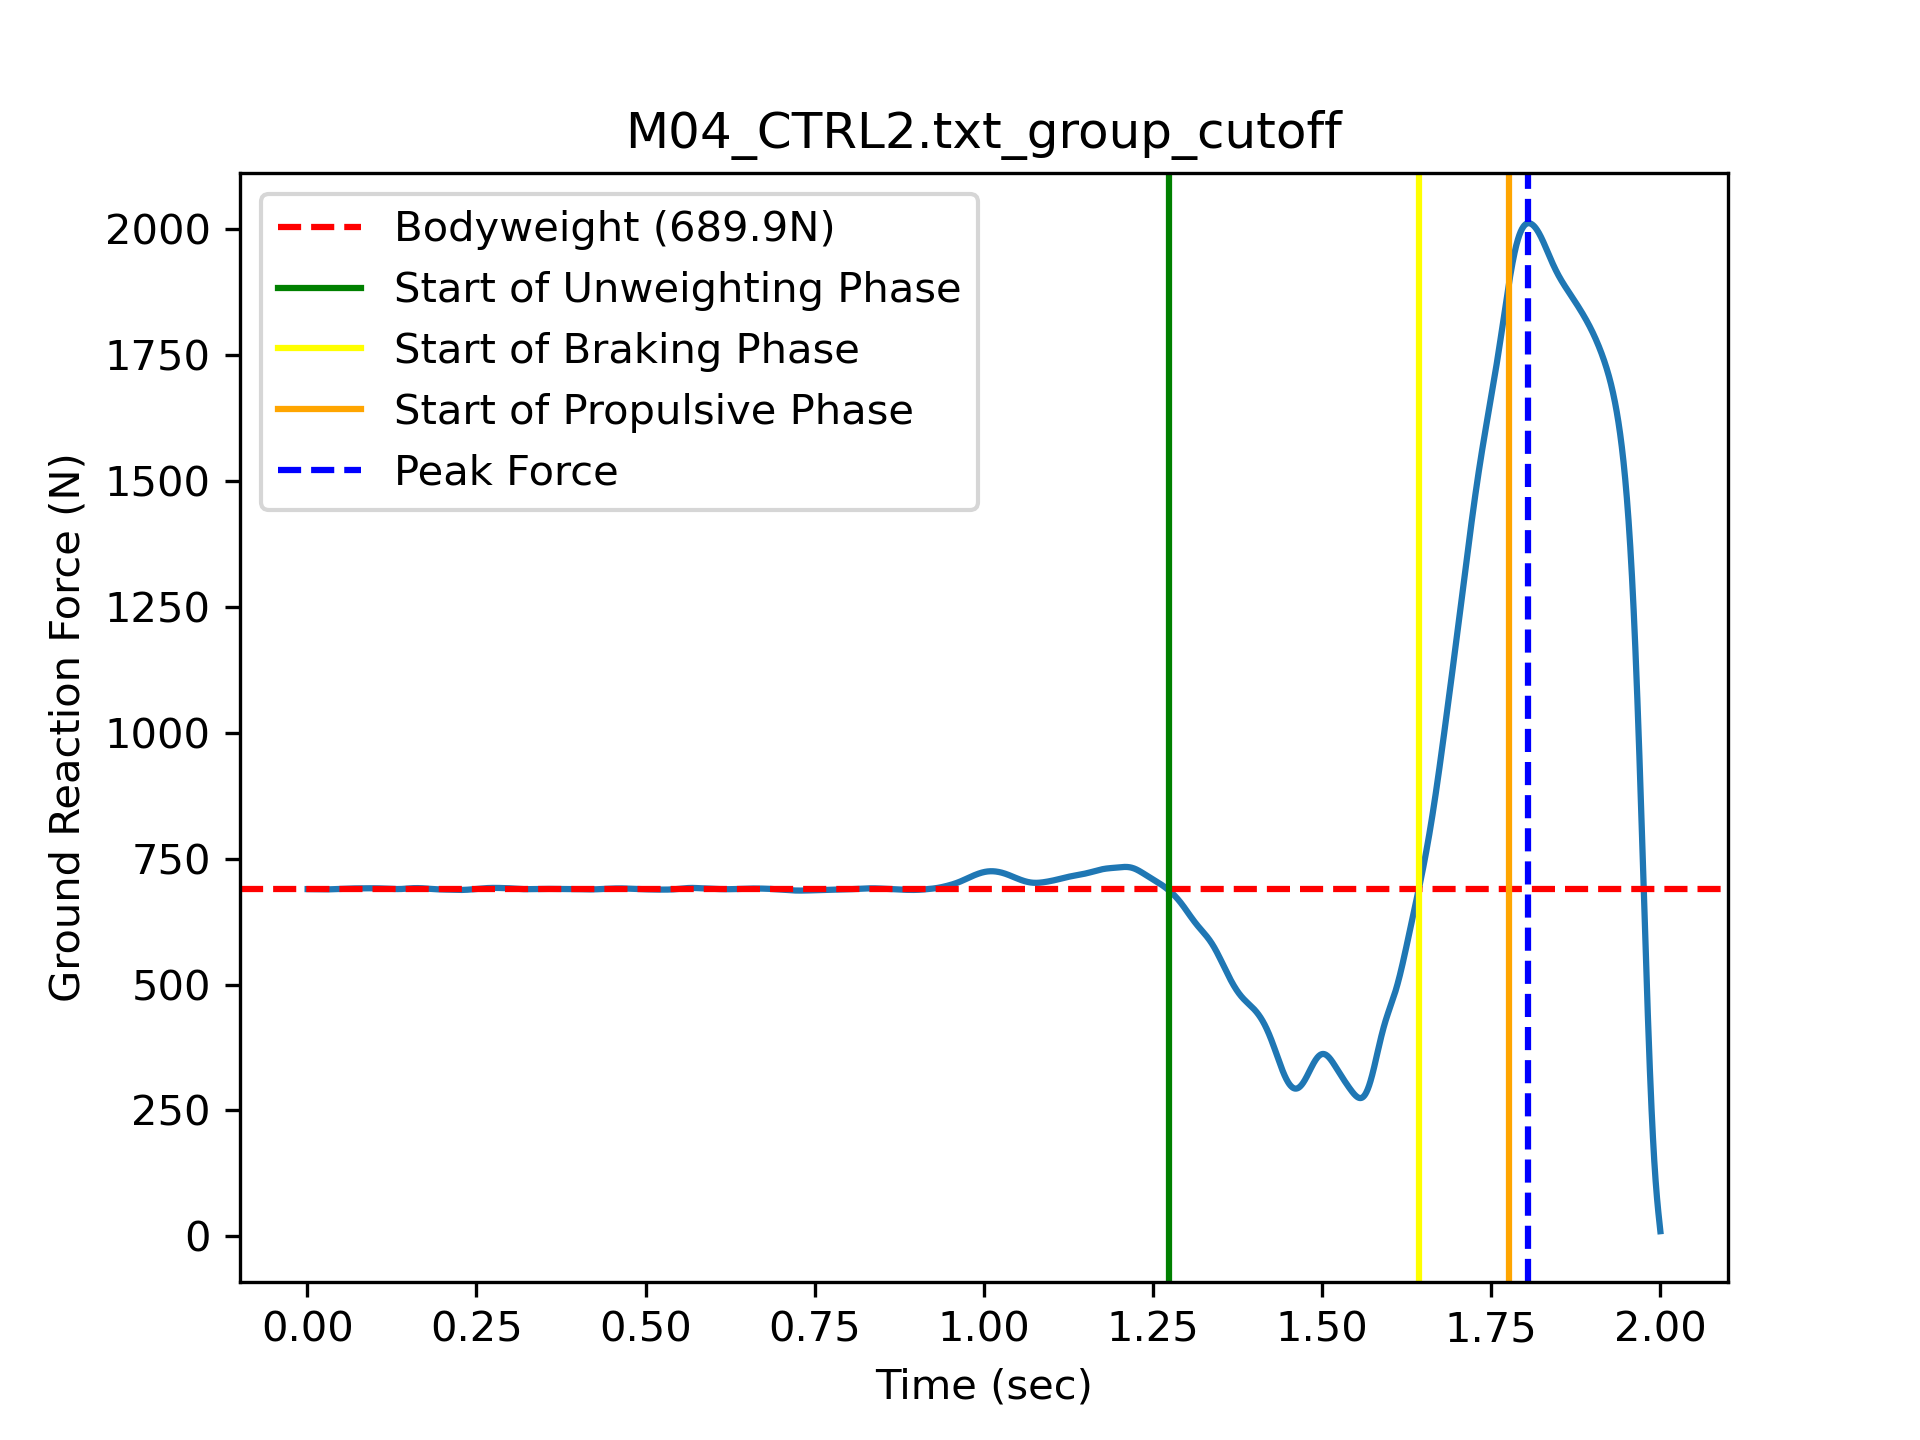 M04_CTRL2.txt_group_cutoff
Bodyweight (689.9N)
Start of Unweighting Phase
Start of Braking Phase
Start of Propulsive Phase
Peak Force
Ground Reaction Force (N)
2000
1750
1500
1250
1000
750
500
250
0
0.00 0.25 0.50 0.75 1.00 1.25 1.50 1.75 2.00
Time (sec)